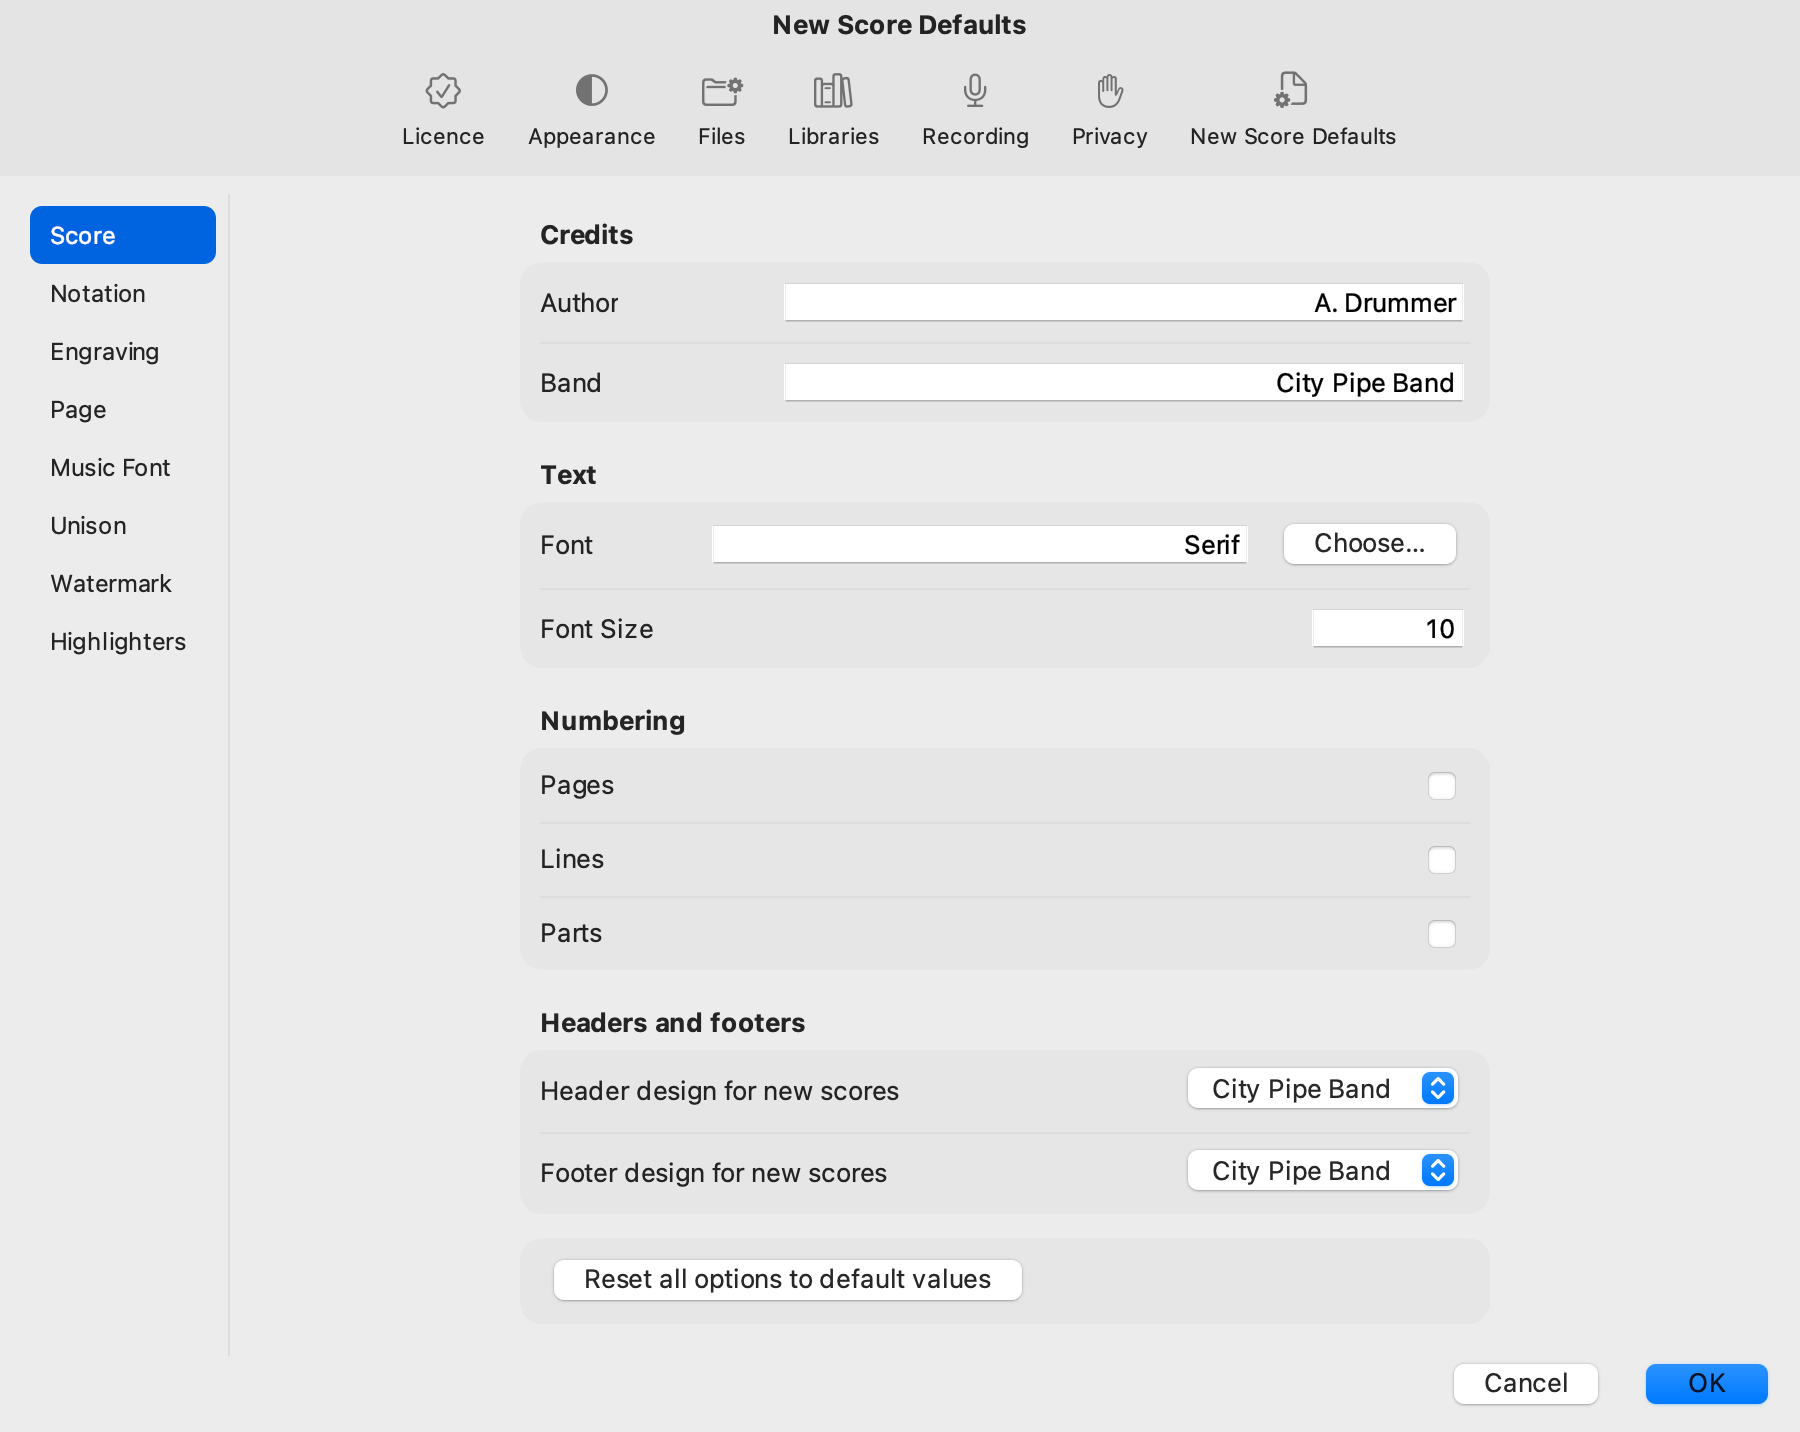 New Score Defaults
Licence Appearance Files Libraries Recording Privacy New Score Defaults
Score
Notation
Engraving
Page
Music Font
Unison
Watermark
Highlighters
Credits
Author A. Drummer
Band City Pipe Band
Text
Font Serif Choose...
Font Size 10
Numbering
Pages
Lines
Parts
Headers and footers
Header design for new scores City Pipe Band
Footer design for new scores City Pipe Band
Reset all options to default values
Cancel OK